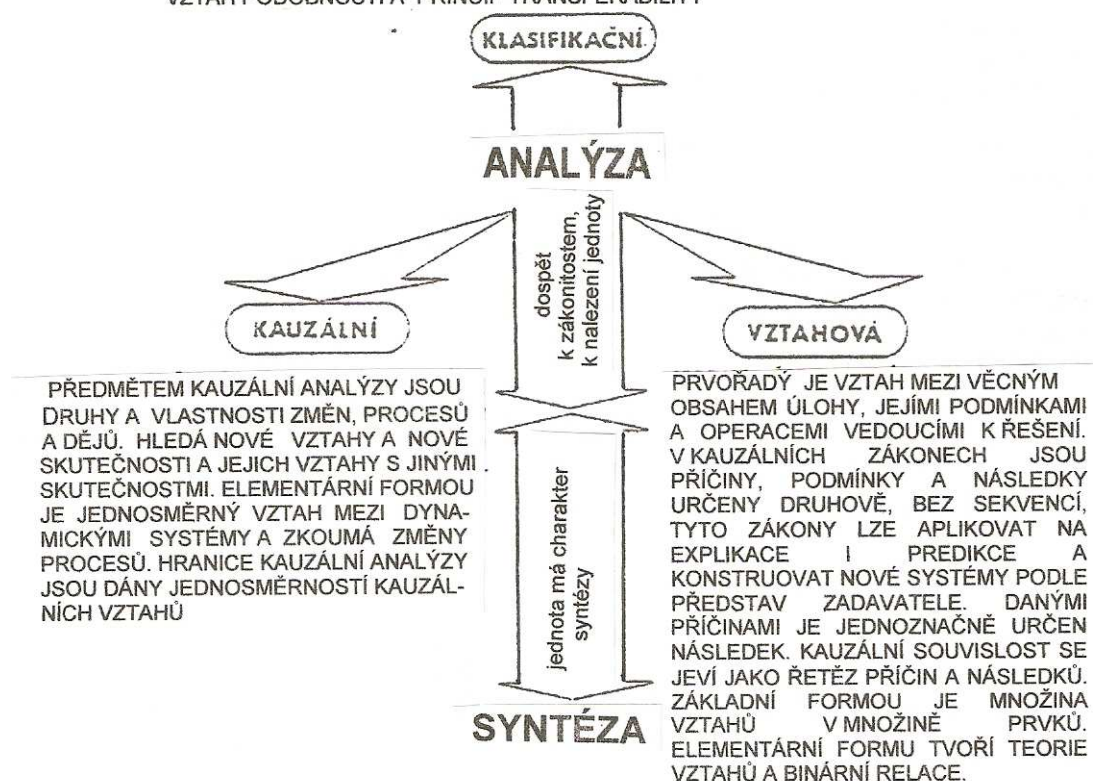 VZTAHY PODOBNOSTI A PRINCIP TRANSFERABILITY
KLASIFIKAČNÍ
ANALÝZA
dospět
k zákonitostem,
k nalezení jednoty
KAUZÁLNÍ
VZTAHOVÁ
PŘEDMĚTEM KAUZÁLNÍ ANALÝZY JSOU
DRUHY A VLASTNOSTI ZMĚN, PROCESŮ
A DĚJŮ. HLEDÁ NOVÉ VZTAHY A NOVÉ
SKUTEČNOSTI A JEJICH VZTAHY S JINÝMI
SKUTEČNOSTMI. ELEMENTÁRNÍ FORMOU
JE JEDNOSMĚRNÝ VZTAH MEZI DYNA-
MICKÝMI SYSTÉMY A ZKOUMÁ ZMĚNY
PROCESŮ. HRANICE KAUZÁLNÍ ANALÝZY
JSOU DÁNY JEDNOSMĚRNOSTÍ KAUZÁL-
NÍCH VZTAHŮ
PRVOŘADÝ JE VZTAH MEZI VĚCNÝM
OBSAHEM ÚLOHY, JEJÍMI PODMÍNKAMI
A OPERACEMI VEDOUCÍMI K ŘEŠENÍ.
V KAUZÁLNÍCH ZÁKONECH JSOU
PŘÍČINY, PODMÍNKY A NÁSLEDKY
URČENY DRUHOVĚ, BEZ SEKVENCÍ,
TYTO ZÁKONY LZE APLIKOVAT NA
EXPLIKACE I PREDIKCE A
KONSTRUOVAT NOVÉ SYSTÉMY PODLE
PŘEDSTAV ZADAVATELE. DANÝMI
PŘÍČINAMI JE JEDNOZNAČNĚ URČEN
NÁSLEDEK. KAUZÁLNÍ SOUVISLOST SE
JEVÍ JAKO ŘETĚZ PŘÍČIN A NÁSLEDKŮ.
ZÁKLADNÍ FORMOU JE MNOŽINA
VZTAHŮ V MNOŽINĚ PRVKŮ.
ELEMENTÁRNÍ FORMU TVOŘÍ TEORIE
VZTAHŮ A BINÁRNÍ RELACE.
jednota má charakter
syntézy
SYNTÉZA